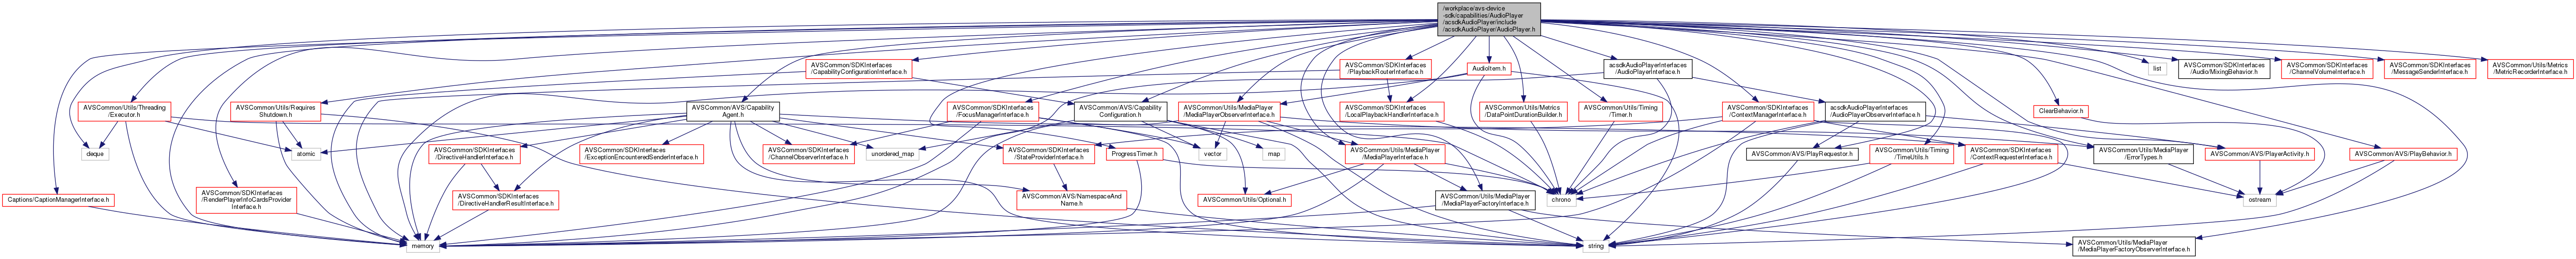 /workplace/avs-device
-sdk/capabilities/AudioPlayer
/acsdkAudioPlayer/include
/acsdkAudioPlayer/AudioPlayer.h
AVSCommon/SDKInterfaces
/CapabilityConfigurationInterface.h
AVSCommon/SDKInterfaces
/PlaybackRouterInterface.h
AudioItem.h
acsdkAudioPlayerInterfaces
/AudioPlayerInterface.h
list
AVSCommon/SDKInterfaces
/Audio/MixingBehavior.h
AVSCommon/SDKInterfaces
/ChannelVolumeInterface.h
AVSCommon/SDKInterfaces
/MessageSenderInterface.h
AVSCommon/Utils/Metrics
/MetricRecorderInterface.h
AVSCommon/Utils/Threading
/Executor.h
AVSCommon/Utils/Requires
Shutdown.h
AVSCommon/AVS/Capability
Agent.h
AVSCommon/SDKInterfaces
/FocusManagerInterface.h
AVSCommon/AVS/Capability
Configuration.h
AVSCommon/Utils/MediaPlayer
/MediaPlayerObserverInterface.h
AVSCommon/SDKInterfaces
/LocalPlaybackHandlerInterface.h
AVSCommon/Utils/Metrics
/DataPointDurationBuilder.h
AVSCommon/Utils/Timing
/Timer.h
AVSCommon/SDKInterfaces
/ContextManagerInterface.h
acsdkAudioPlayerInterfaces
/AudioPlayerObserverInterface.h
ClearBehavior.h
deque
atomic
AVSCommon/SDKInterfaces
/DirectiveHandlerInterface.h
AVSCommon/SDKInterfaces
/ExceptionEncounteredSenderInterface.h
AVSCommon/SDKInterfaces
/ChannelObserverInterface.h
unordered_map
AVSCommon/SDKInterfaces
/StateProviderInterface.h
ProgressTimer.h
vector
map
AVSCommon/Utils/MediaPlayer
/MediaPlayerInterface.h
AVSCommon/AVS/PlayRequestor.h
AVSCommon/Utils/Timing
/TimeUtils.h
AVSCommon/SDKInterfaces
/ContextRequesterInterface.h
AVSCommon/Utils/MediaPlayer
/ErrorTypes.h
AVSCommon/AVS/PlayerActivity.h
AVSCommon/AVS/PlayBehavior.h
Captions/CaptionManagerInterface.h
AVSCommon/SDKInterfaces
/RenderPlayerInfoCardsProvider
Interface.h
AVSCommon/SDKInterfaces
/DirectiveHandlerResultInterface.h
AVSCommon/AVS/NamespaceAnd
Name.h
AVSCommon/Utils/Optional.h
AVSCommon/Utils/MediaPlayer
/MediaPlayerFactoryInterface.h
chrono
ostream
memory
string
AVSCommon/Utils/MediaPlayer
/MediaPlayerFactoryObserverInterface.h